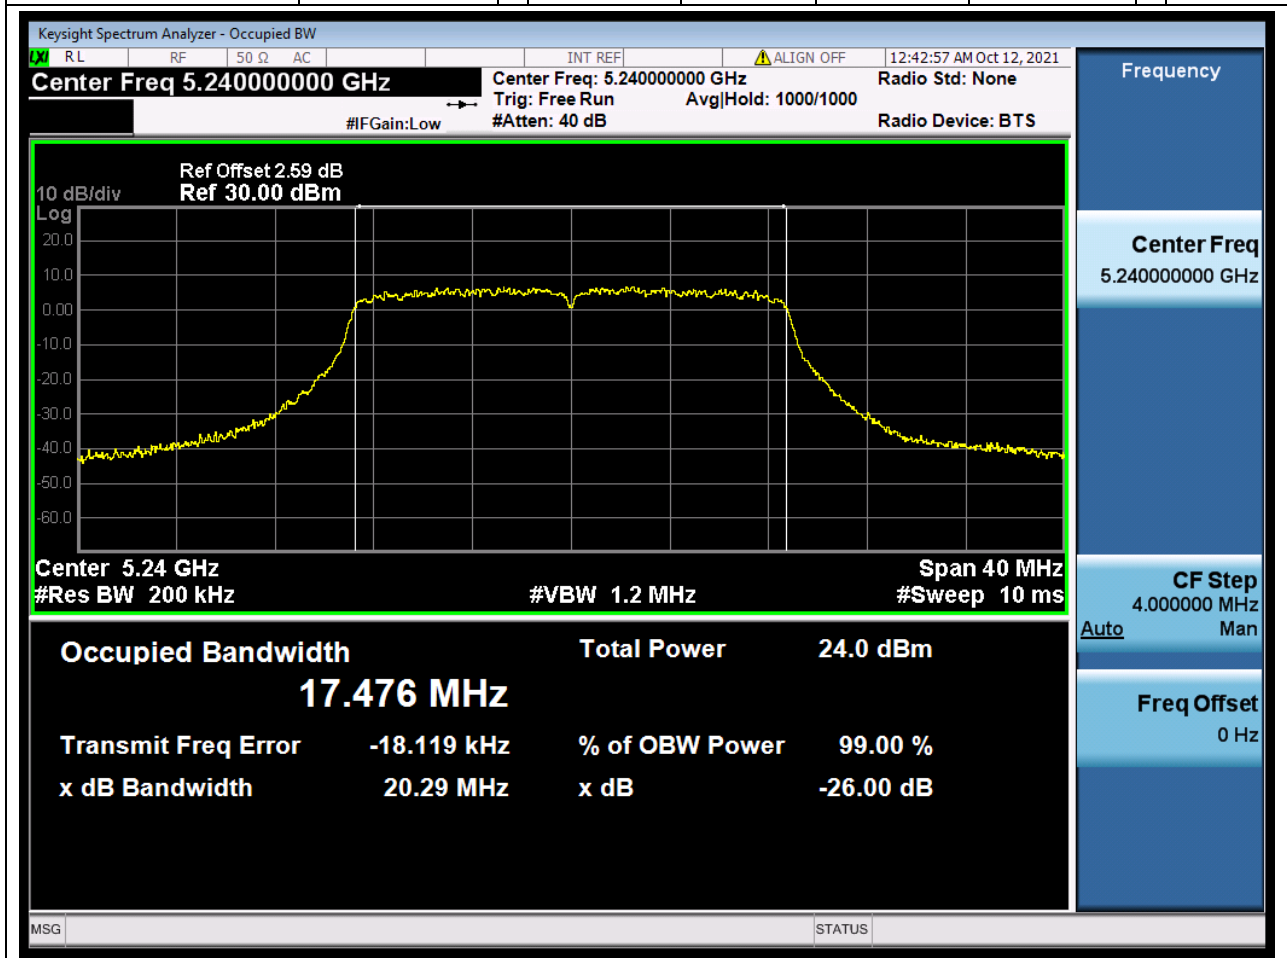 Keysight Spectrum Analyzer - Occupied BW
LXI RL RF 50 Ω AC INT REF ALIGN OFF 12:42:57 AM Oct 12, 2021
Center Freq 5.240000000 GHz
Center Freq: 5.240000000 GHz
Radio Std: None
Trig: Free Run Avg|Hold: 1000/1000
#IFGain:Low
#Atten: 40 dB
Radio Device: BTS
Ref Offset 2.59 dB
10 dB/div Ref 30.00 dBm
Log
20.0
10.0
0.00
-10.0
-20.0
-30.0
-40.0
-50.0
-60.0
Center 5.24 GHz Span 40 MHz
#Res BW 200 kHz #VBW 1.2 MHz #Sweep 10 ms
Occupied Bandwidth Total Power 24.0 dBm
17.476 MHz
Transmit Freq Error -18.119 kHz % of OBW Power 99.00 %
x dB Bandwidth 20.29 MHz x dB -26.00 dB
MSG STATUS
Frequency
Center Freq
5.240000000 GHz
CF Step
4.000000 MHz
Auto Man
Freq Offset
0 Hz